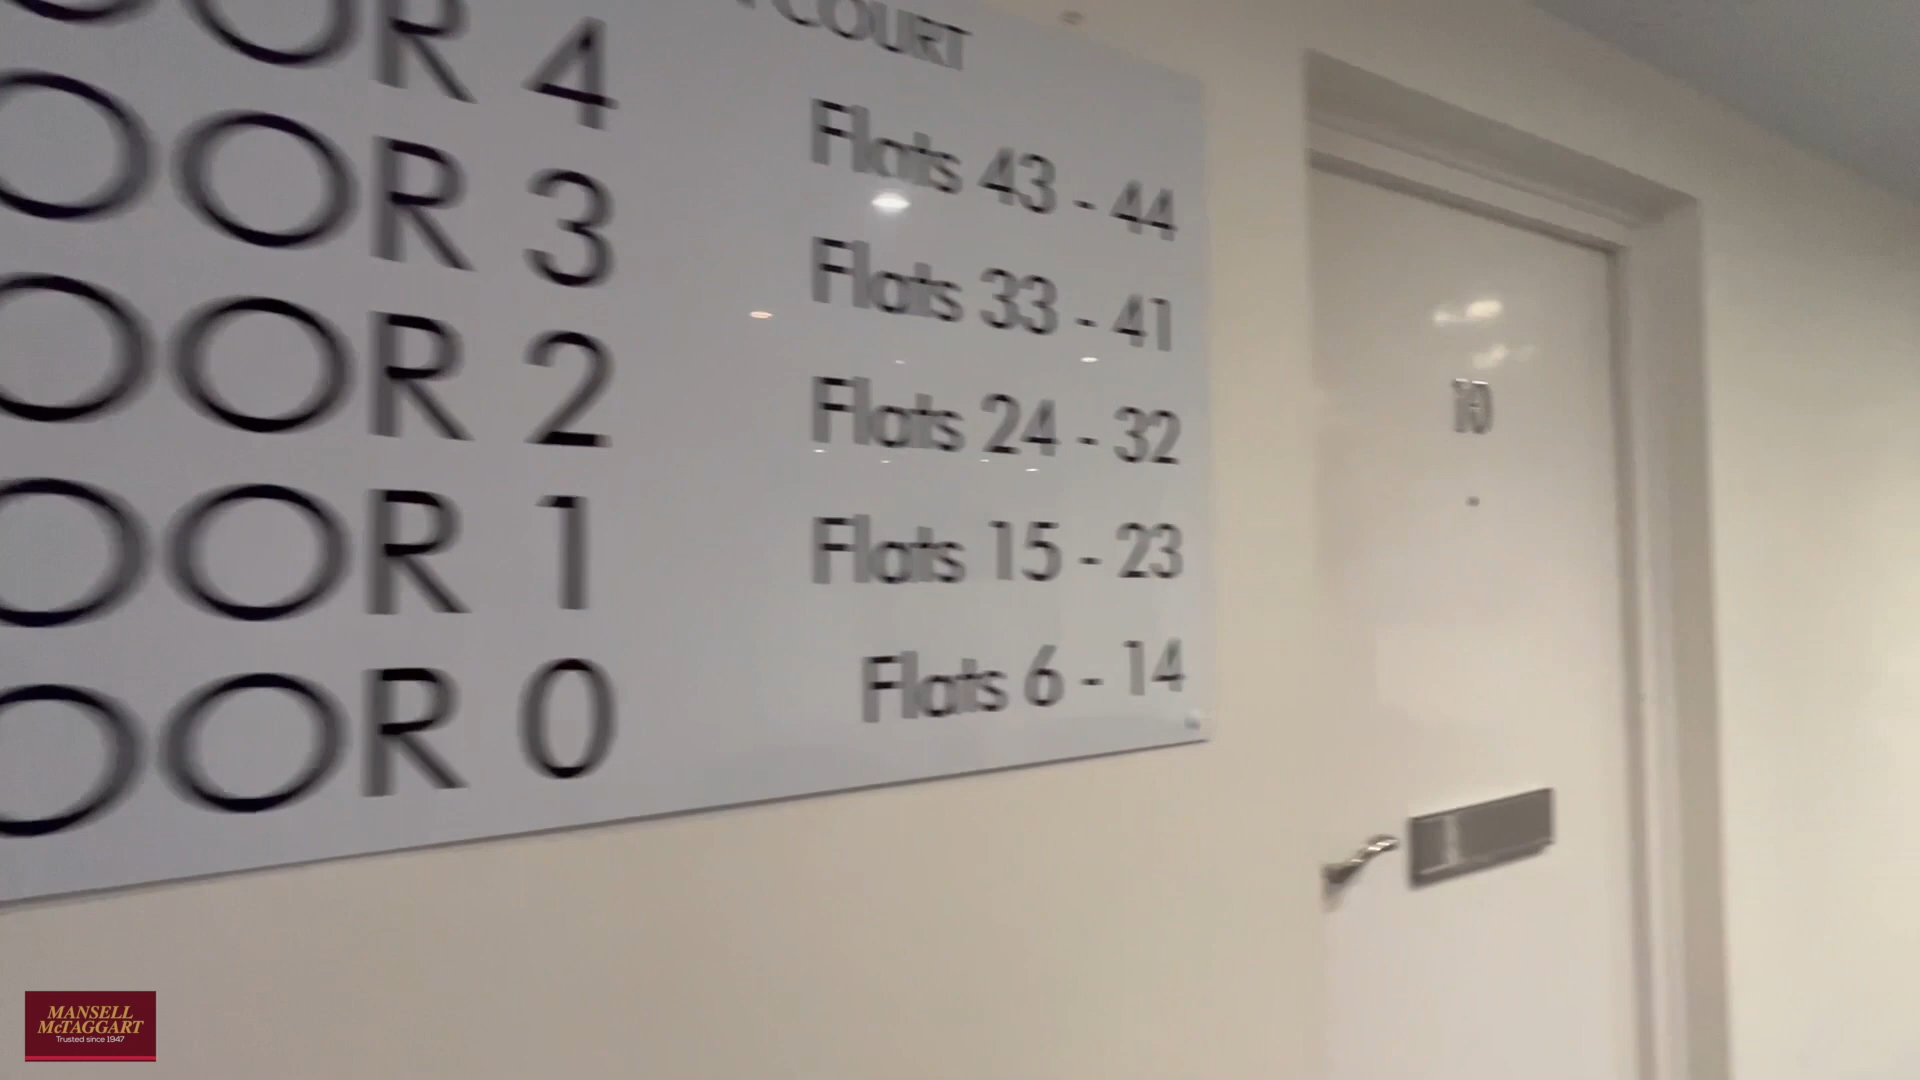 COURT
OOR 4 Flats 43 - 44
OOR 3 Flats 33 - 41
OOR 2 Flats 24 - 32
OOR 1 Flats 15 - 23
OOR 0 Flats 6 - 14
10
MANSELL
McTAGGART
Trusted since 1947